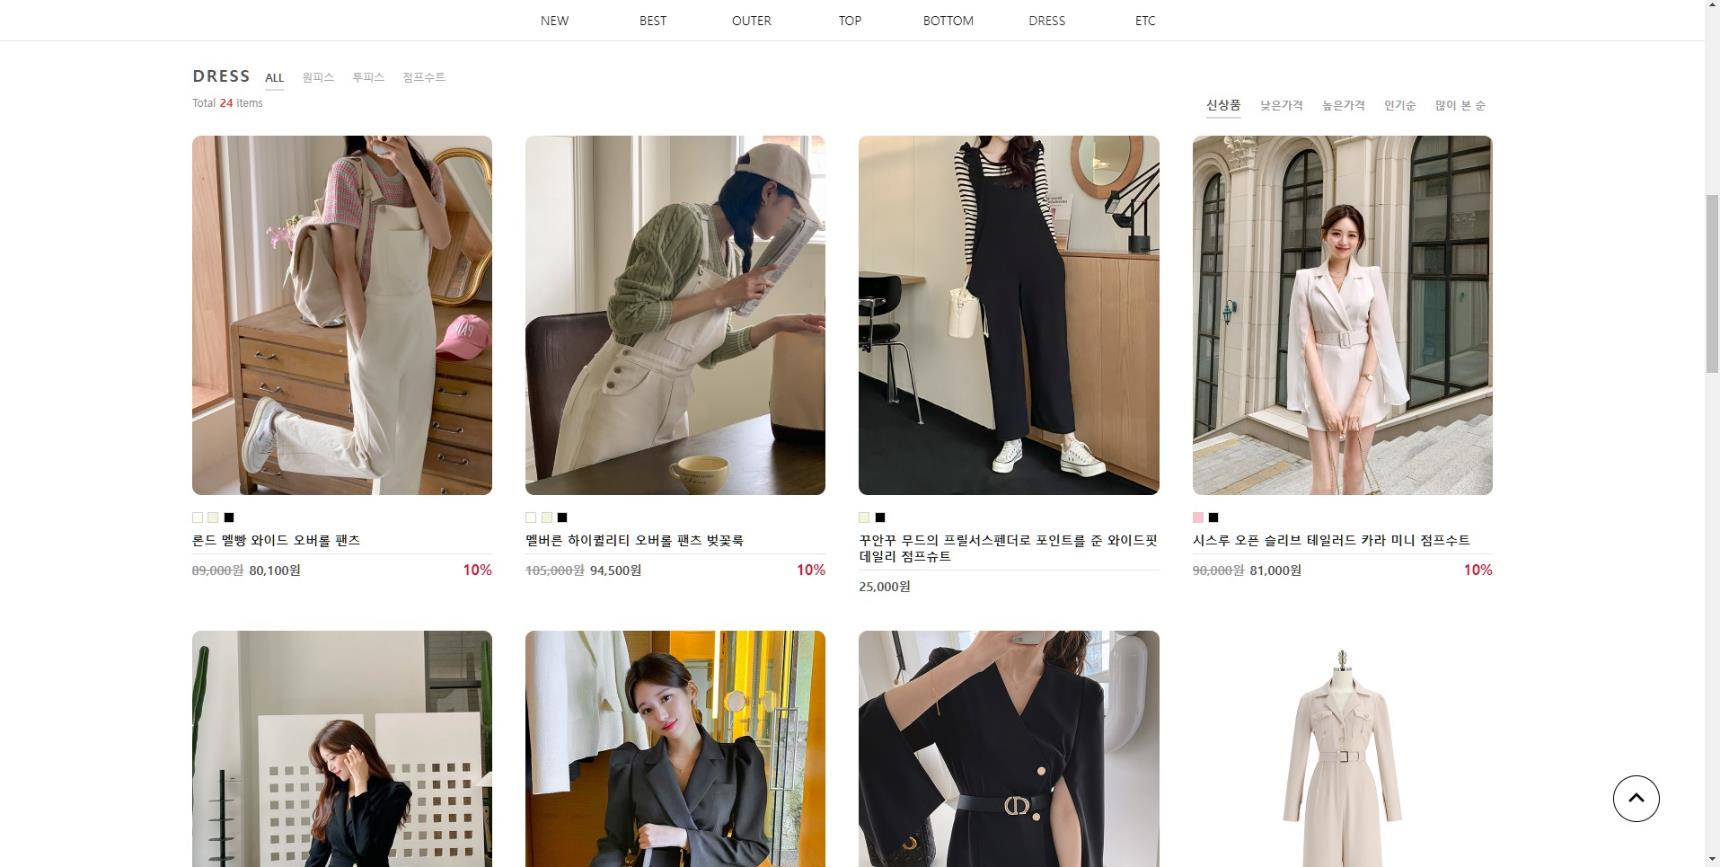 NEW BEST OUTER TOP BOTTOM DRESS ETC
DRESS ALL 원피스 투피스 점프수트
Total 24 items
신상품 낮은가격 높은가격 인기순 많이 본 순
론드 멜빵 와이드 오버롤 팬츠
89,000원 80,100원 10%
멜버른 하이퀄리티 오버롤 팬츠 벚꽃룩
105,000원 94,500원 10%
꾸안꾸 무드의 프릴서스펜더로 포인트를 준 와이드핏
데일리 점프슈트
25,000원
시스루 오픈 슬리브 테일러드 카라 미니 점프수트
90,000원 81,000원 10%